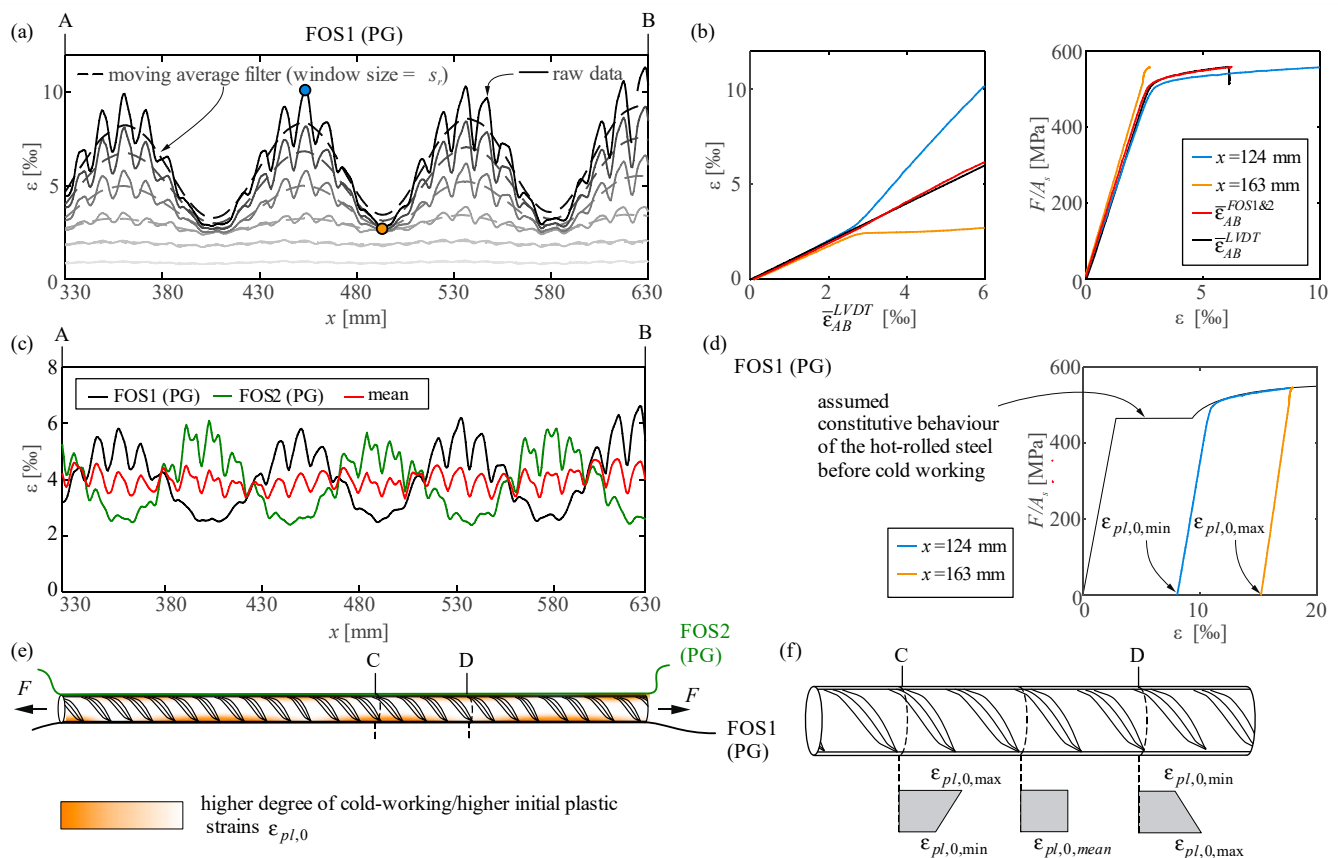 (a)
A
FOS1 (PG)
B
moving average filter (window size = s_r)
raw data
ε [‰]
10
5
0
330
380
430
480
530
580
630
x [mm]
(b)
ε [‰]
10
5
0
0
2
4
6
ε̅_AB^LVDT [‰]
F/A_s [MPa]
600
400
200
0
0
5
10
ε [‰]
x=124 mm
x=163 mm
ε̅_AB^FOS1&2
ε̅_AB^LVDT
(c)
A
B
ε [‰]
8
6
4
2
0
FOS1 (PG)
FOS2 (PG)
mean
330
380
430
480
530
580
630
x [mm]
(d)
FOS1 (PG)
assumed
constitutive behaviour
of the hot-rolled steel
before cold working
x=124 mm
x=163 mm
F/A_s [MPa]
600
400
200
0
ε_pl,0,min
ε_pl,0,max
0
10
20
ε [‰]
(e)
FOS2
(PG)
C
D
F
F
FOS1
(PG)
higher degree of cold-working/higher initial plastic
strains ε_pl,0
(f)
C
D
ε_pl,0,max
ε_pl,0,min
ε_pl,0,min
ε_pl,0,mean
ε_pl,0,max